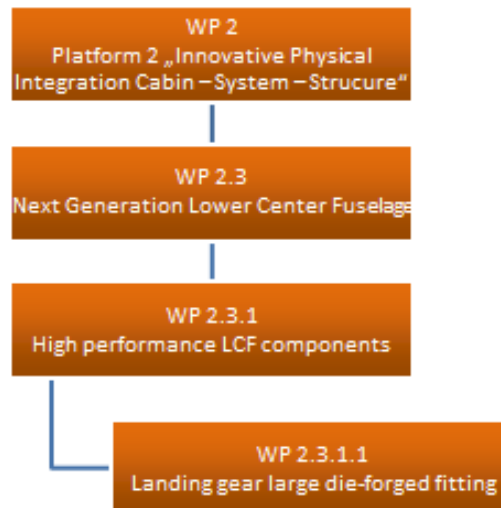 WP 2
Platform 2 „Innovative Physical
Integration Cabin – System – Strucure“
WP 2.3
Next Generation Lower Center Fuselage
WP 2.3.1
High performance LCF components
WP 2.3.1.1
Landing gear large die-forged fitting